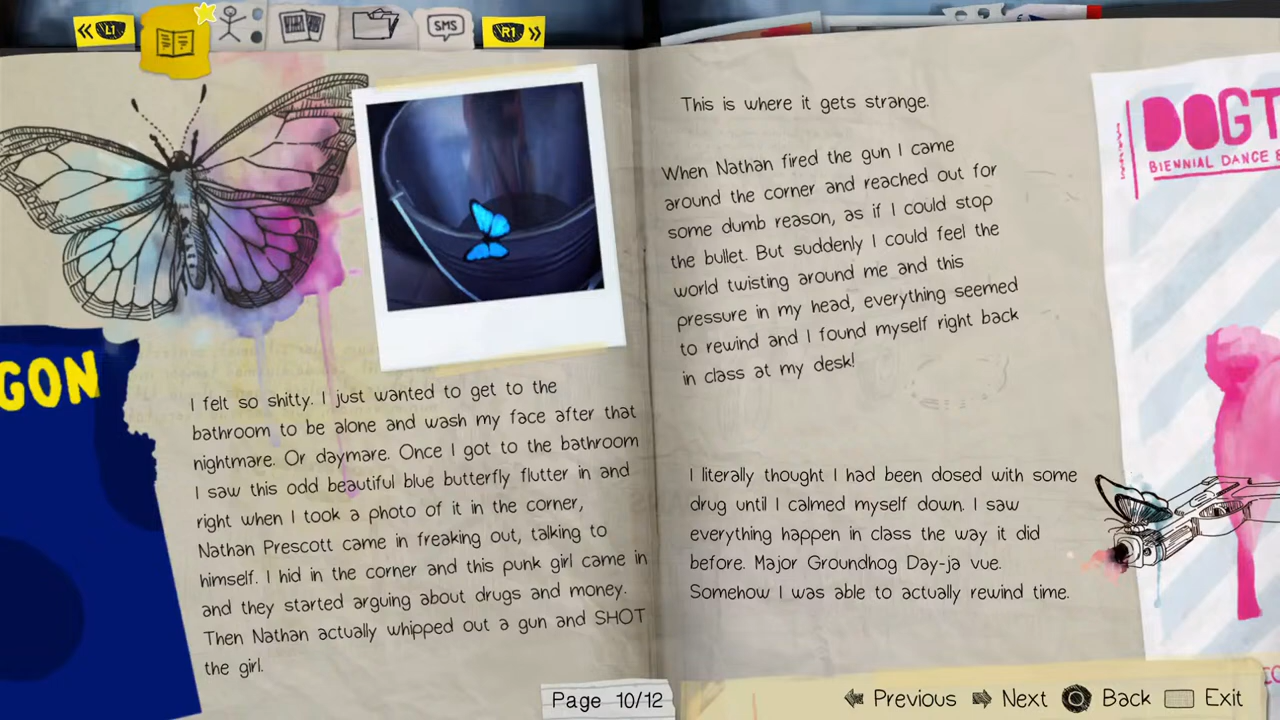 L1
SMS
R1
GON
I felt so shitty. I just wanted to get to the
bathroom to be alone and wash my face after that
nightmare. Or daymare. Once I got to the bathroom
I saw this odd beautiful blue butterfly flutter in and
right when I took a photo of it in the corner,
Nathan Prescott came in freaking out, talking to
himself. I hid in the corner and this punk girl came in
and they started arguing about drugs and money.
Then Nathan actually whipped out a gun and SHOT
the girl.
This is where it gets strange.
When Nathan fired the gun I came
around the corner and reached out for
some dumb reason, as if I could stop
the bullet. But suddenly I could feel the
world twisting around me and this
pressure in my head, everything seemed
to rewind and I found myself right back
in class at my desk!
I literally thought I had been dosed with some
drug until I calmed myself down. I saw
everything happen in class the way it did
before. Major Groundhog Day-ja vue.
Somehow I was able to actually rewind time.
DOGT
BIENNIAL DANCE
Page 10/12
Previous Next Back Exit